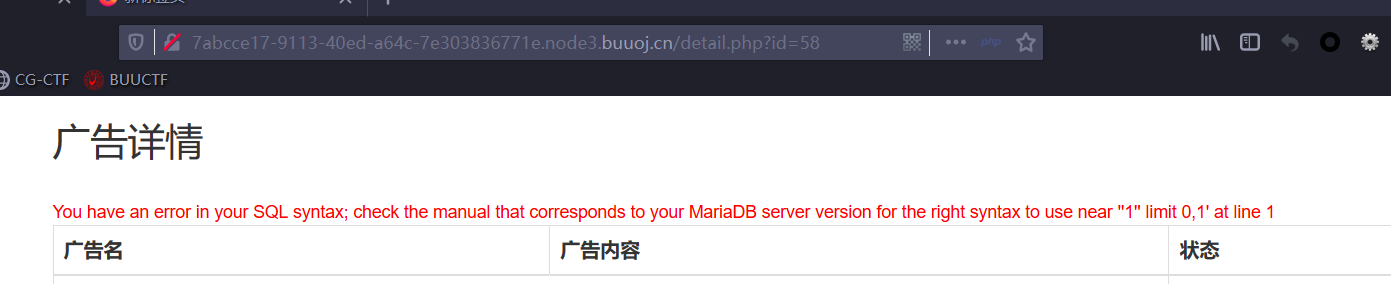 7abcce17-9113-40ed-a64c-7e303836771e.node3.buuoj.cn/detail.php?id=58
php
CG-CTF BUUCTF
广告详情
You have an error in your SQL syntax; check the manual that corresponds to your MariaDB server version for the right syntax to use near ''1'' limit 0,1' at line 1
广告名 广告内容 状态